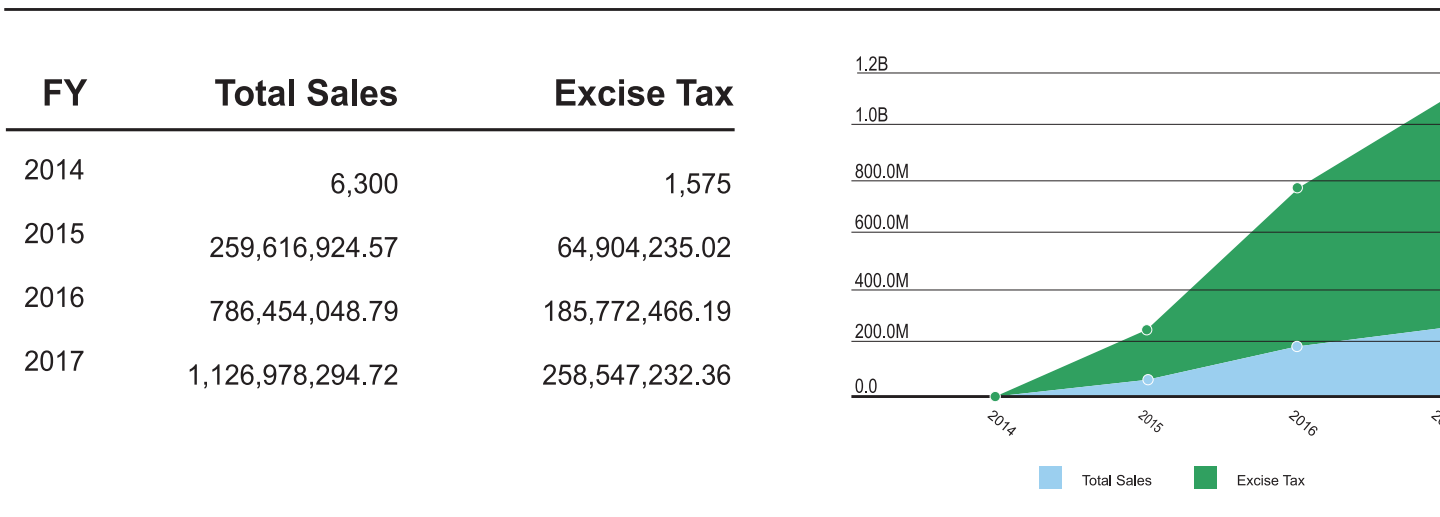 FY Total Sales Excise Tax
2014 6,300 1,575
2015 259,616,924.57 64,904,235.02
2016 786,454,048.79 185,772,466.19
2017 1,126,978,294.72 258,547,232.36
1.2B
1.0B
800.0M
600.0M
400.0M
200.0M
0.0
2014 2015 2016
Total Sales Excise Tax